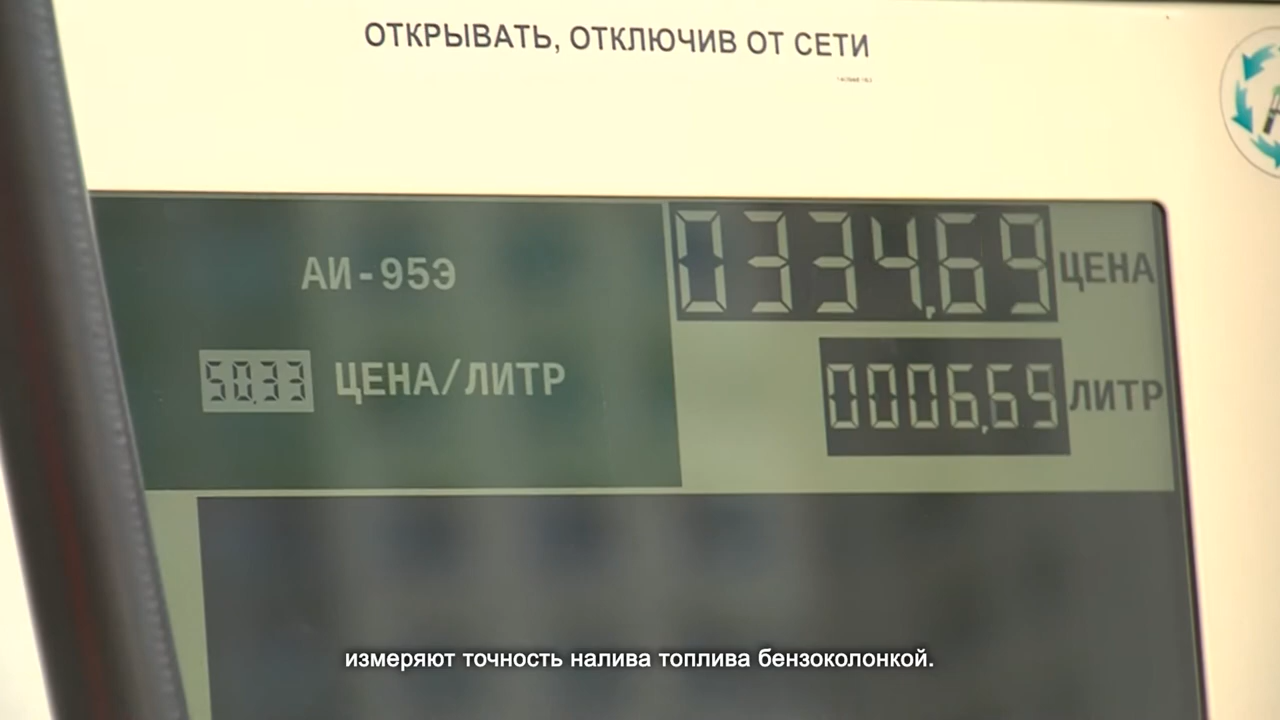 ОТКРЫВАТЬ, ОТКЛЮЧИВ ОТ СЕТИ
АИ-95Э
0334,69 ЦЕНА
50,33 ЦЕНА/ЛИТР
0006,69 ЛИТР
измеряют точность налива топлива бензоколонкой.